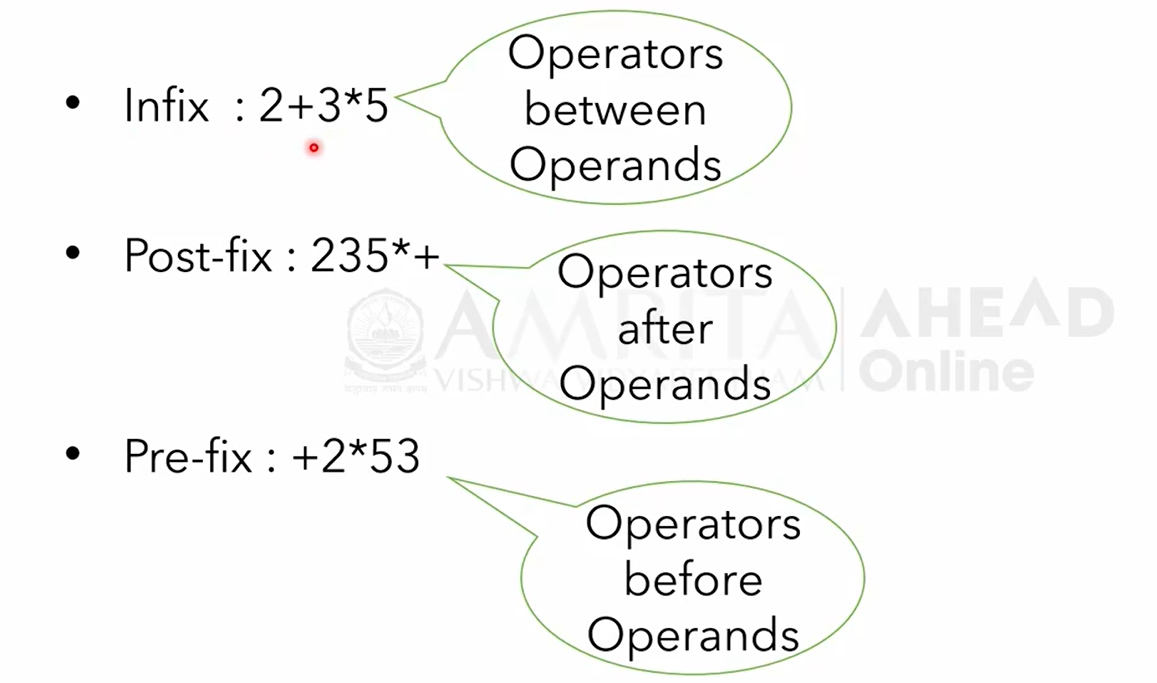 • Infix : 2+3*5
Operators
between
Operands
• Post-fix : 235*+
Operators
after
Operands
AMRITA
VISHWA VIDYAPEETHAM
AHEAD
Online
• Pre-fix : +2*53
Operators
before
Operands